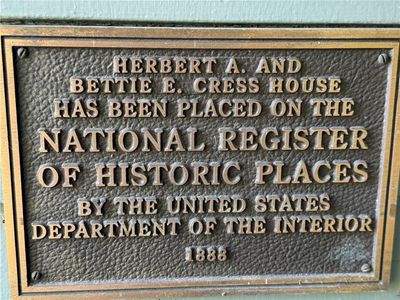 HERBERT A. AND
BETTIE E. CRESS HOUSE
HAS BEEN PLACED ON THE
NATIONAL REGISTER
OF HISTORIC PLACES
BY THE UNITED STATES
DEPARTMENT OF THE INTERIOR
1888